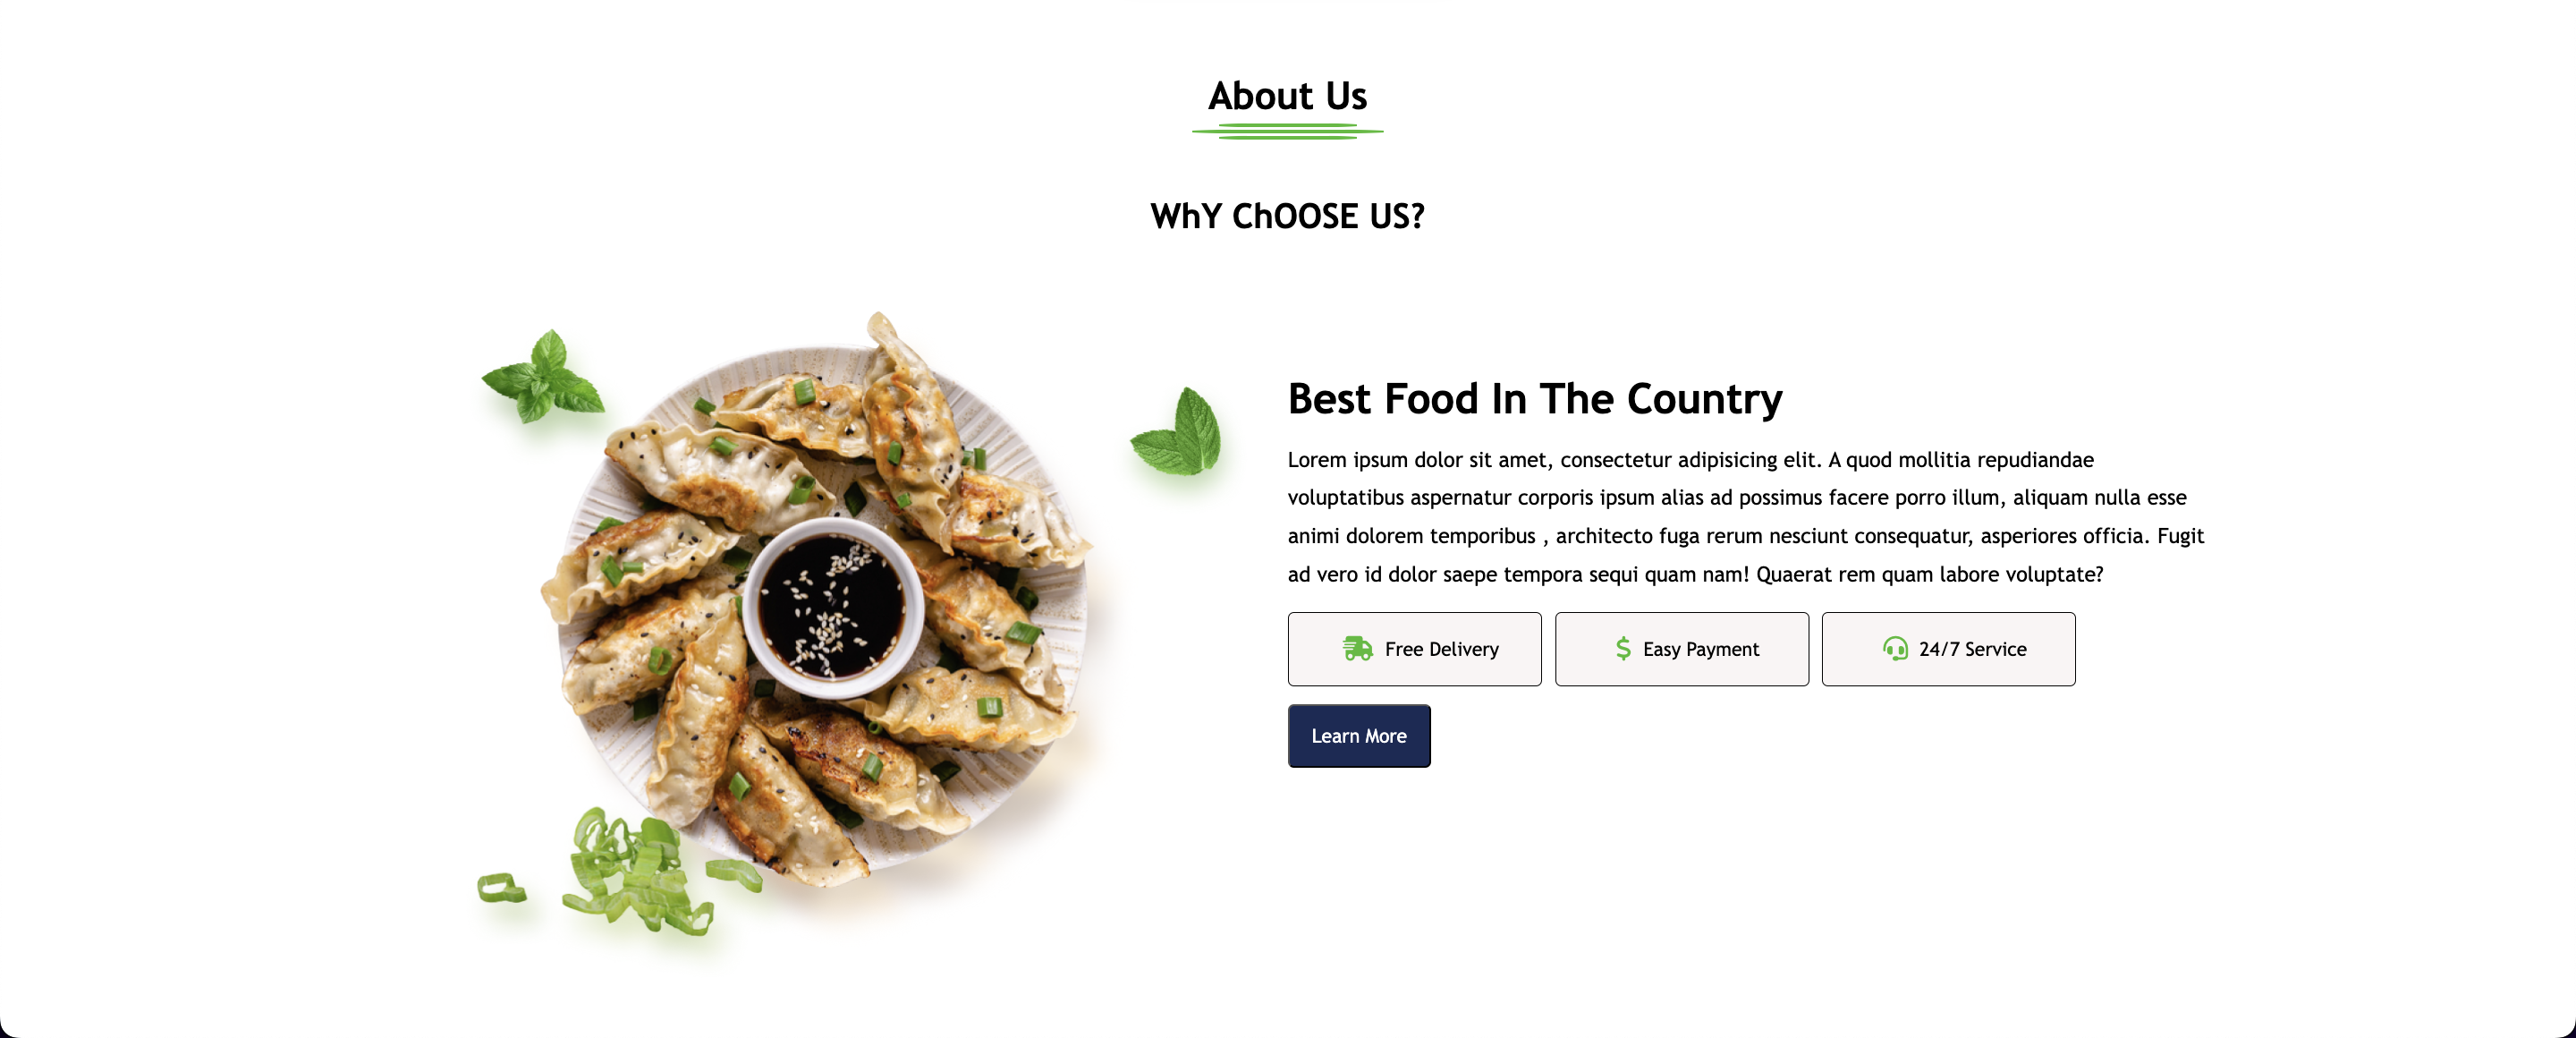 About Us
WhY ChOOSE US?
Best Food In The Country
Lorem ipsum dolor sit amet, consectetur adipisicing elit. A quod mollitia repudiandae
voluptatibus aspernatur corporis ipsum alias ad possimus facere porro illum, aliquam nulla esse
animi dolorem temporibus , architecto fuga rerum nesciunt consequatur, asperiores officia. Fugit
ad vero id dolor saepe tempora sequi quam nam! Quaerat rem quam labore voluptate?
Free Delivery
Easy Payment
24/7 Service
Learn More